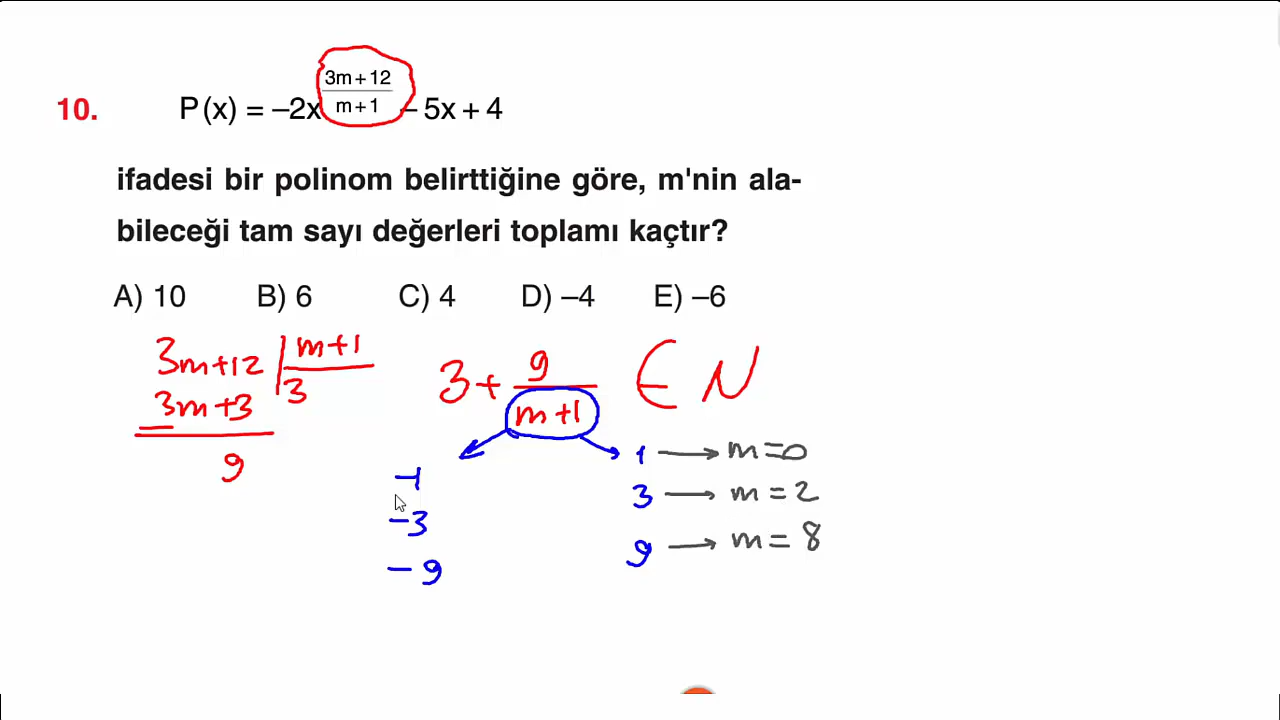 10. P(x) = –2x^((3m+12)/(m+1)) – 5x + 4
ifadesi bir polinom belirttiğine göre, m'nin ala-
bileceği tam sayı değerleri toplamı kaçtır?
A) 10 B) 6 C) 4 D) –4 E) –6
3m+12 | m+1
3m+3 3
9
3 + 9/(m+1) ∈ N
-1
-3
-9
1 → m=0
3 → m=2
9 → m=8